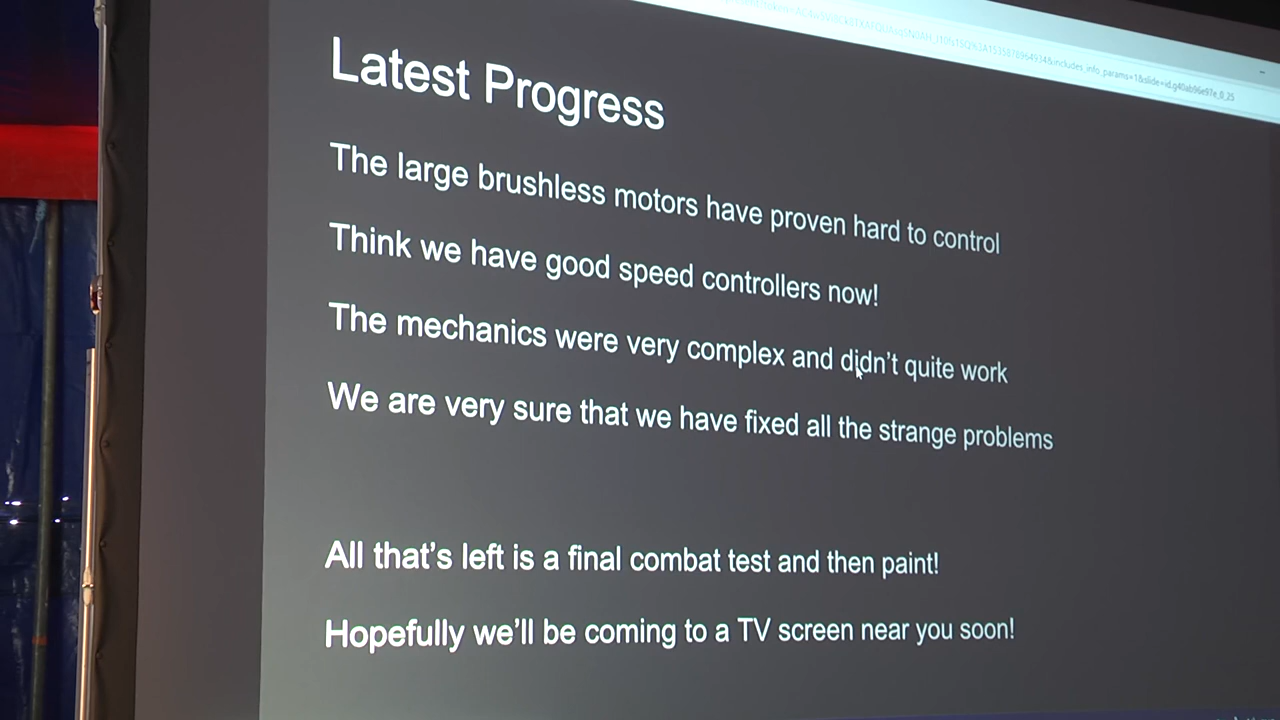 Latest Progress
The large brushless motors have proven hard to control
Think we have good speed controllers now!
The mechanics were very complex and didn't quite work
We are very sure that we have fixed all the strange problems
All that's left is a final combat test and then paint!
Hopefully we'll be coming to a TV screen near you soon!